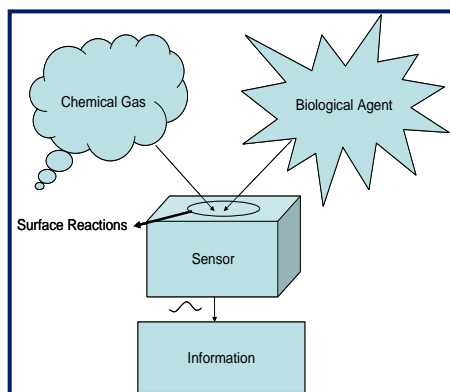 Chemical Gas
Biological Agent
Surface Reactions
Sensor
Information